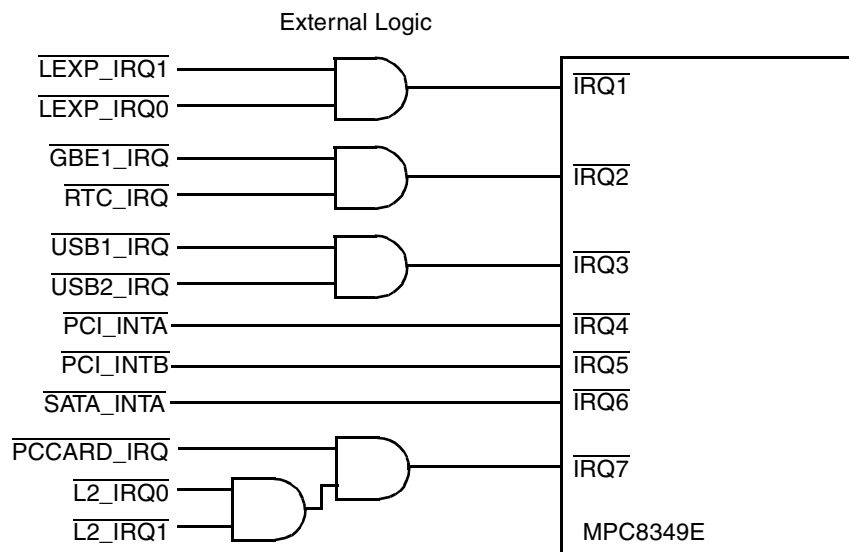 External Logic
LEXP_IRQ1
IRQ1
LEXP_IRQ0
GBE1_IRQ
IRQ2
RTC_IRQ
USB1_IRQ
IRQ3
USB2_IRQ
PCI_INTA
IRQ4
PCI_INTB
IRQ5
SATA_INTA
IRQ6
PCCARD_IRQ
IRQ7
L2_IRQ0
L2_IRQ1
MPC8349E